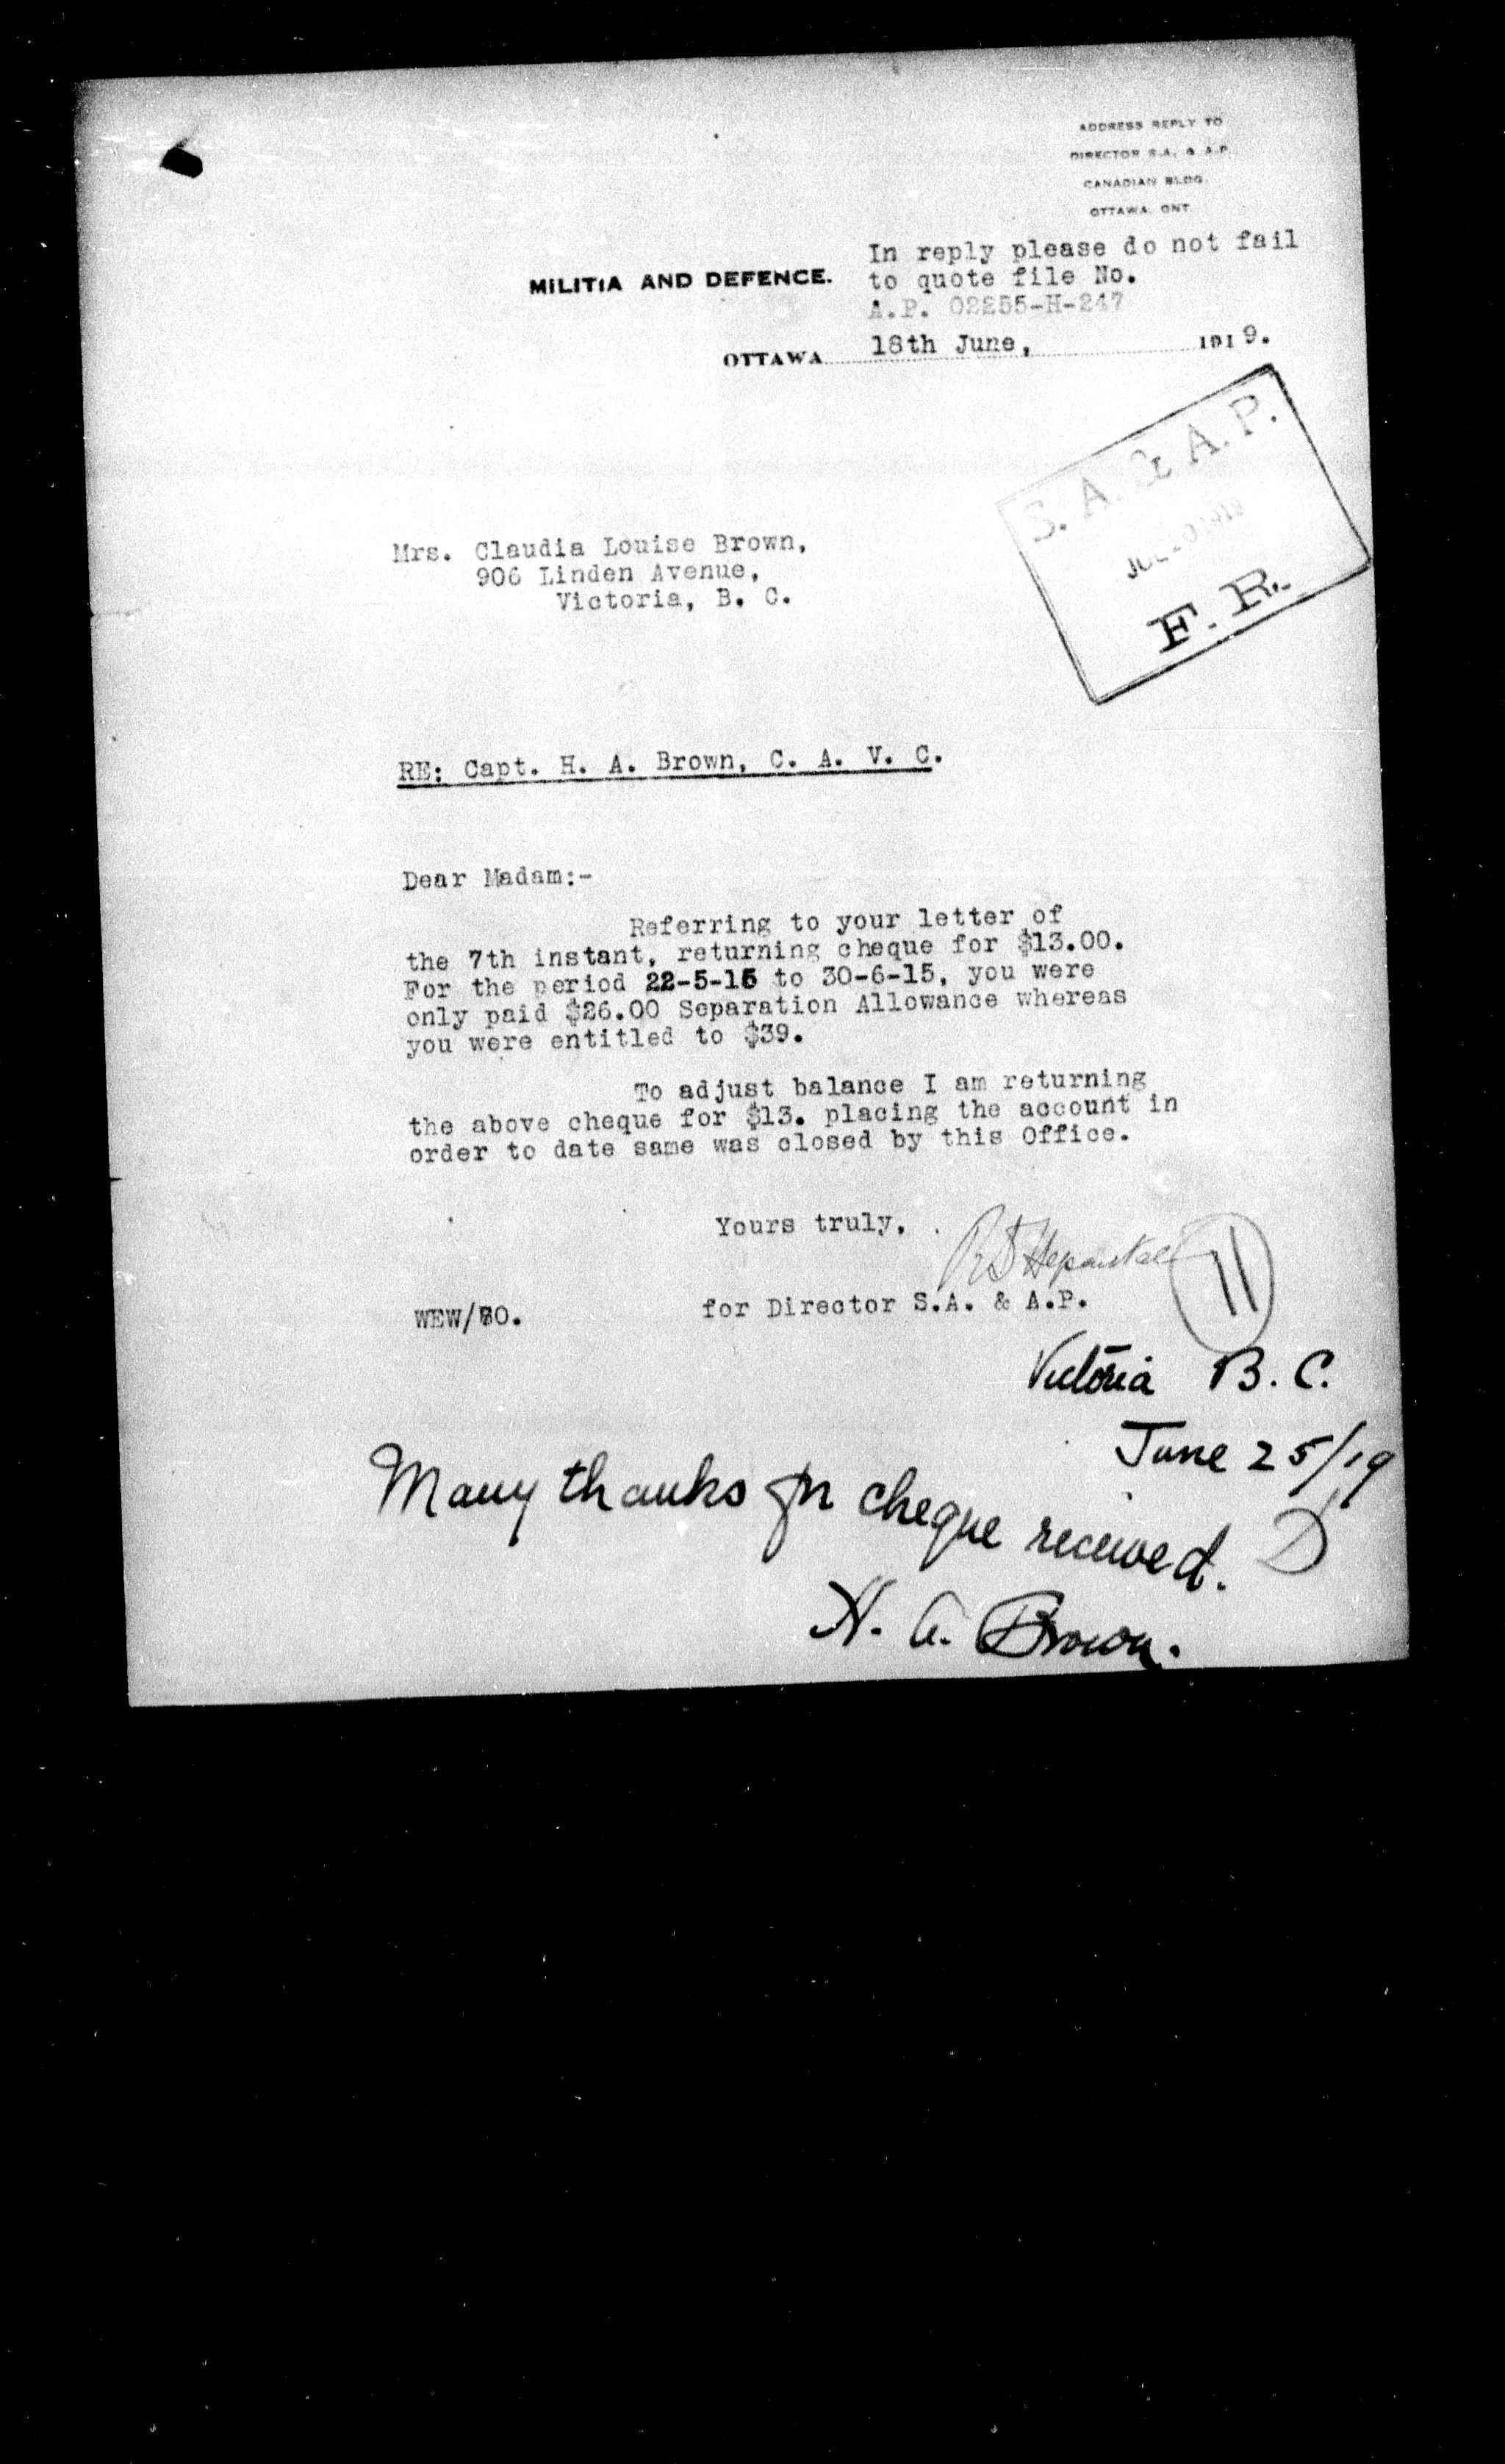 ADDRESS REPLY TO
DIRECTOR S.A. & A.P.
CANADIAN BLDG.
OTTAWA, ONT.
In reply please do not fail
MILITIA AND DEFENCE. to quote file No.
A.P. 02255-H-247
OTTAWA 18th June, 1919.
S. A. & A. P.
1919
F. R.
Mrs. Claudia Louise Brown,
906 Linden Avenue,
Victoria, B. C.
RE: Capt. H. A. Brown, C. A. V. C.
Dear Madam:-
Referring to your letter of
the 7th instant, returning cheque for $13.00.
For the period 22-5-15 to 30-6-15, you were
only paid $26.00 Separation Allowance whereas
you were entitled to $39.
To adjust balance I am returning
the above cheque for $13. placing the account in
order to date same was closed by this Office.
Yours truly,
11
WEW/ for Director S.A. & A.P.
Victoria B. C.
June 25/19
Many thanks for cheque received.
H. A. Brown.